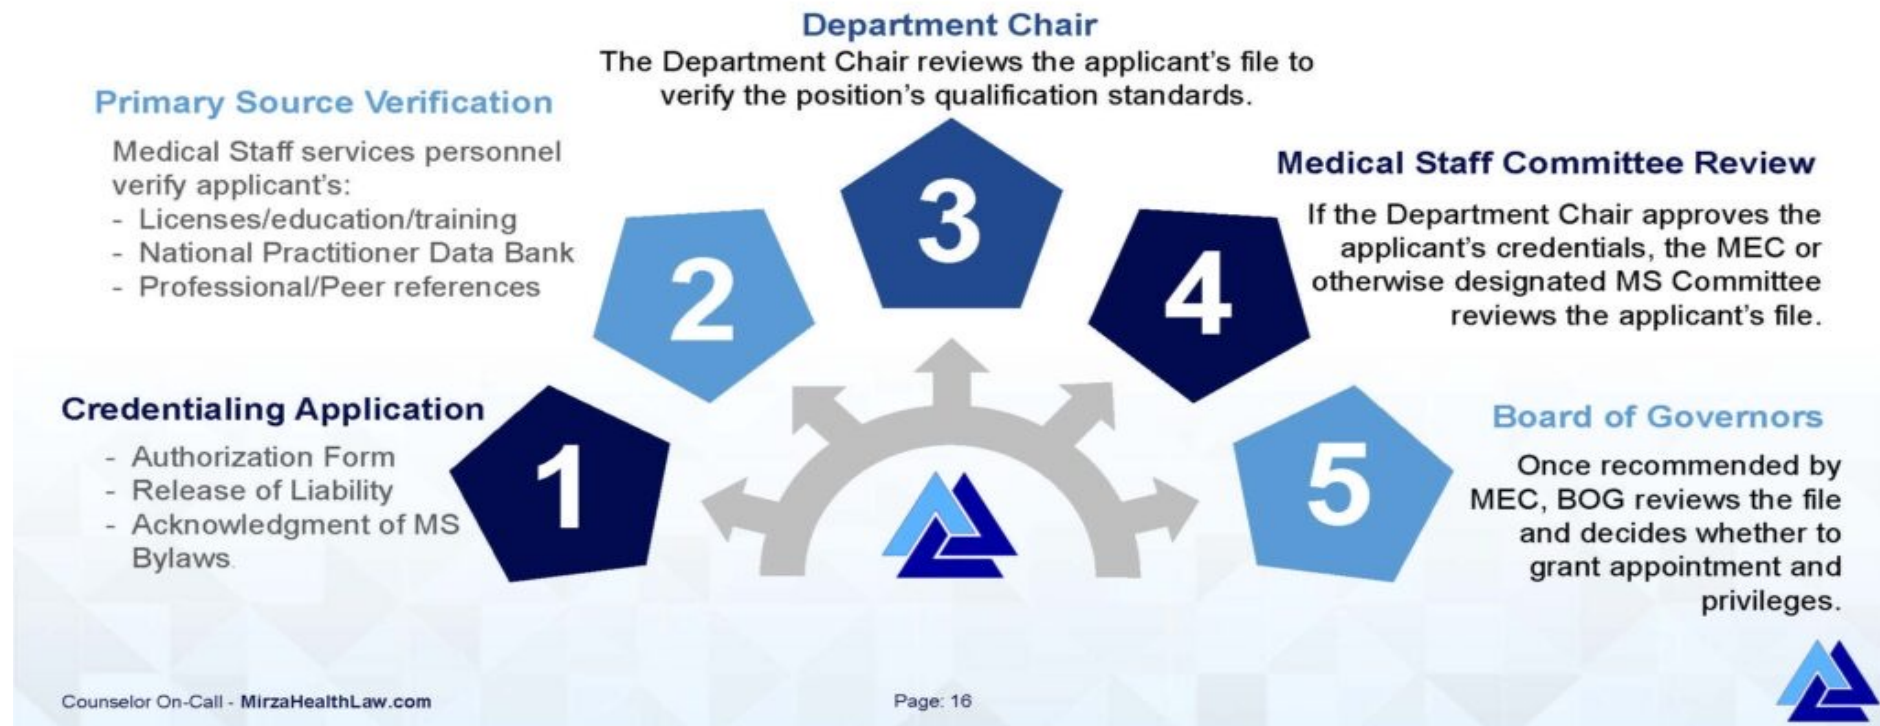 Credentialing Application
- Authorization Form
- Release of Liability
- Acknowledgment of MS
Bylaws.
1
Primary Source Verification
Medical Staff services personnel
verify applicant's:
- Licenses/education/training
- National Practitioner Data Bank
- Professional/Peer references
2
Department Chair
The Department Chair reviews the applicant's file to
verify the position's qualification standards.
3
Medical Staff Committee Review
If the Department Chair approves the
applicant's credentials, the MEC or
otherwise designated MS Committee
reviews the applicant's file.
4
Board of Governors
Once recommended by
MEC, BOG reviews the file
and decides whether to
grant appointment and
privileges.
5
Counselor On-Call - MirzaHealthLaw.com
Page: 16